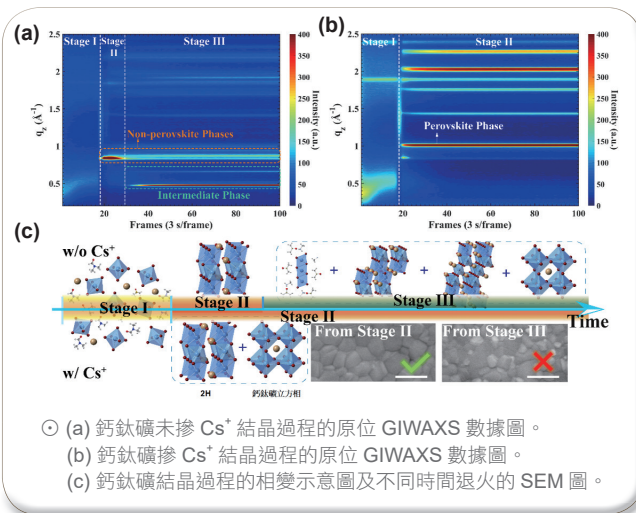 (a)
Stage I
Stage
II
Stage III
2.5
2
1.5
1
0.5
q_z (Å⁻¹)
Non-perovskite Phases
Intermediate Phase
20 40 60 80 100
Frames (3 s/frame)
400
350
300
250
200
150
100
50
0
Intensity (a.u.)
(b)
Stage I
Stage II
2.5
2
1.5
1
0.5
q_z (Å⁻¹)
Perovskite Phase
20 40 60 80 100
Frames (3 s/frame)
400
350
300
250
200
150
100
50
0
Intensity (a.u.)
(c)
w/o Cs⁺
+ + +
Stage I
Stage II
Stage III
Stage II
Time
w/ Cs⁺
+
2H
鈣鈦礦立方相
From Stage II
From Stage III
⊙ (a) 鈣鈦礦未摻 Cs⁺ 結晶過程的原位 GIWAXS 數據圖。
(b) 鈣鈦礦摻 Cs⁺ 結晶過程的原位 GIWAXS 數據圖。
(c) 鈣鈦礦結晶過程的相變示意圖及不同時間退火的 SEM 圖。